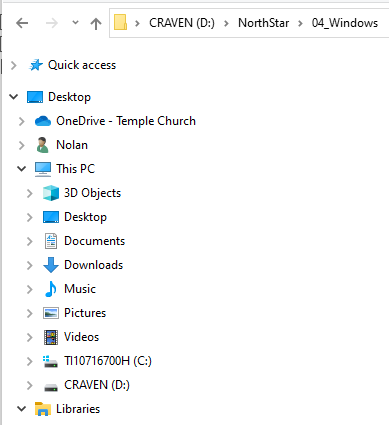 CRAVEN (D:) NorthStar 04_Windows
Quick access
Desktop
OneDrive - Temple Church
Nolan
This PC
3D Objects
Desktop
Documents
Downloads
Music
Pictures
Videos
TI10716700H (C:)
CRAVEN (D:)
Libraries